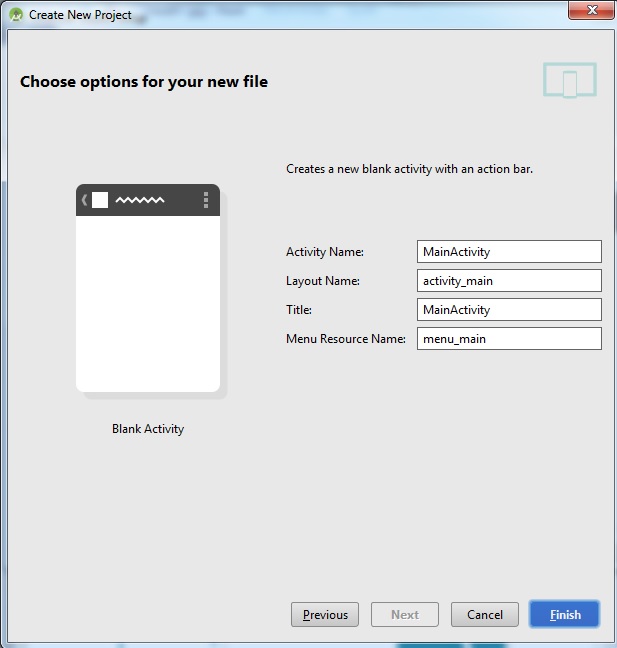 Create New Project
Choose options for your new file
Creates a new blank activity with an action bar.
Activity Name: MainActivity
Layout Name: activity_main
Title: MainActivity
Menu Resource Name: menu_main
Blank Activity
Previous Next Cancel Finish